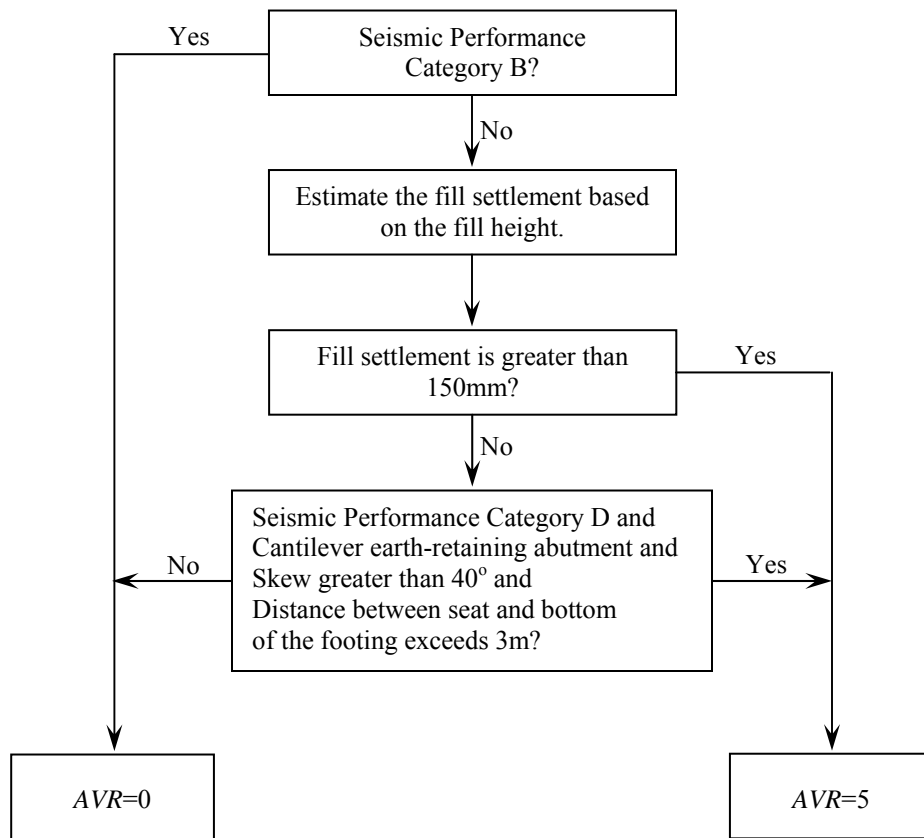 Yes
Seismic Performance
Category B?
No
Estimate the fill settlement based
on the fill height.
Fill settlement is greater than
150mm?
Yes
No
Seismic Performance Category D and
Cantilever earth-retaining abutment and
Skew greater than 40° and
Distance between seat and bottom
of the footing exceeds 3m?
No
Yes
AVR=0
AVR=5